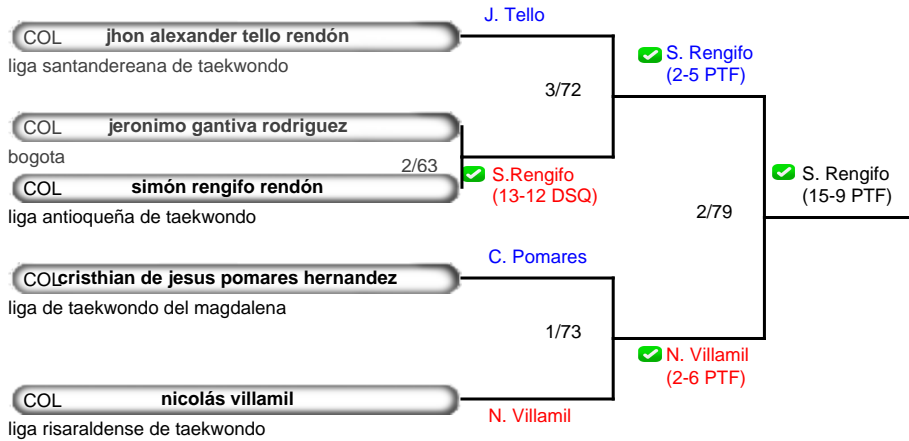 J. Tello
COL jhon alexander tello rendón
liga santandereana de taekwondo
S. Rengifo
(2-5 PTF)
3/72
COL jeronimo gantiva rodriguez
bogota
2/63
S.Rengifo
(13-12 DSQ)
COL simón rengifo rendón
liga antioqueña de taekwondo
S. Rengifo
(15-9 PTF)
2/79
C. Pomares
COL cristhian de jesus pomares hernandez
liga de taekwondo del magdalena
1/73
N. Villamil
(2-6 PTF)
COL nicolás villamil
N. Villamil
liga risaraldense de taekwondo